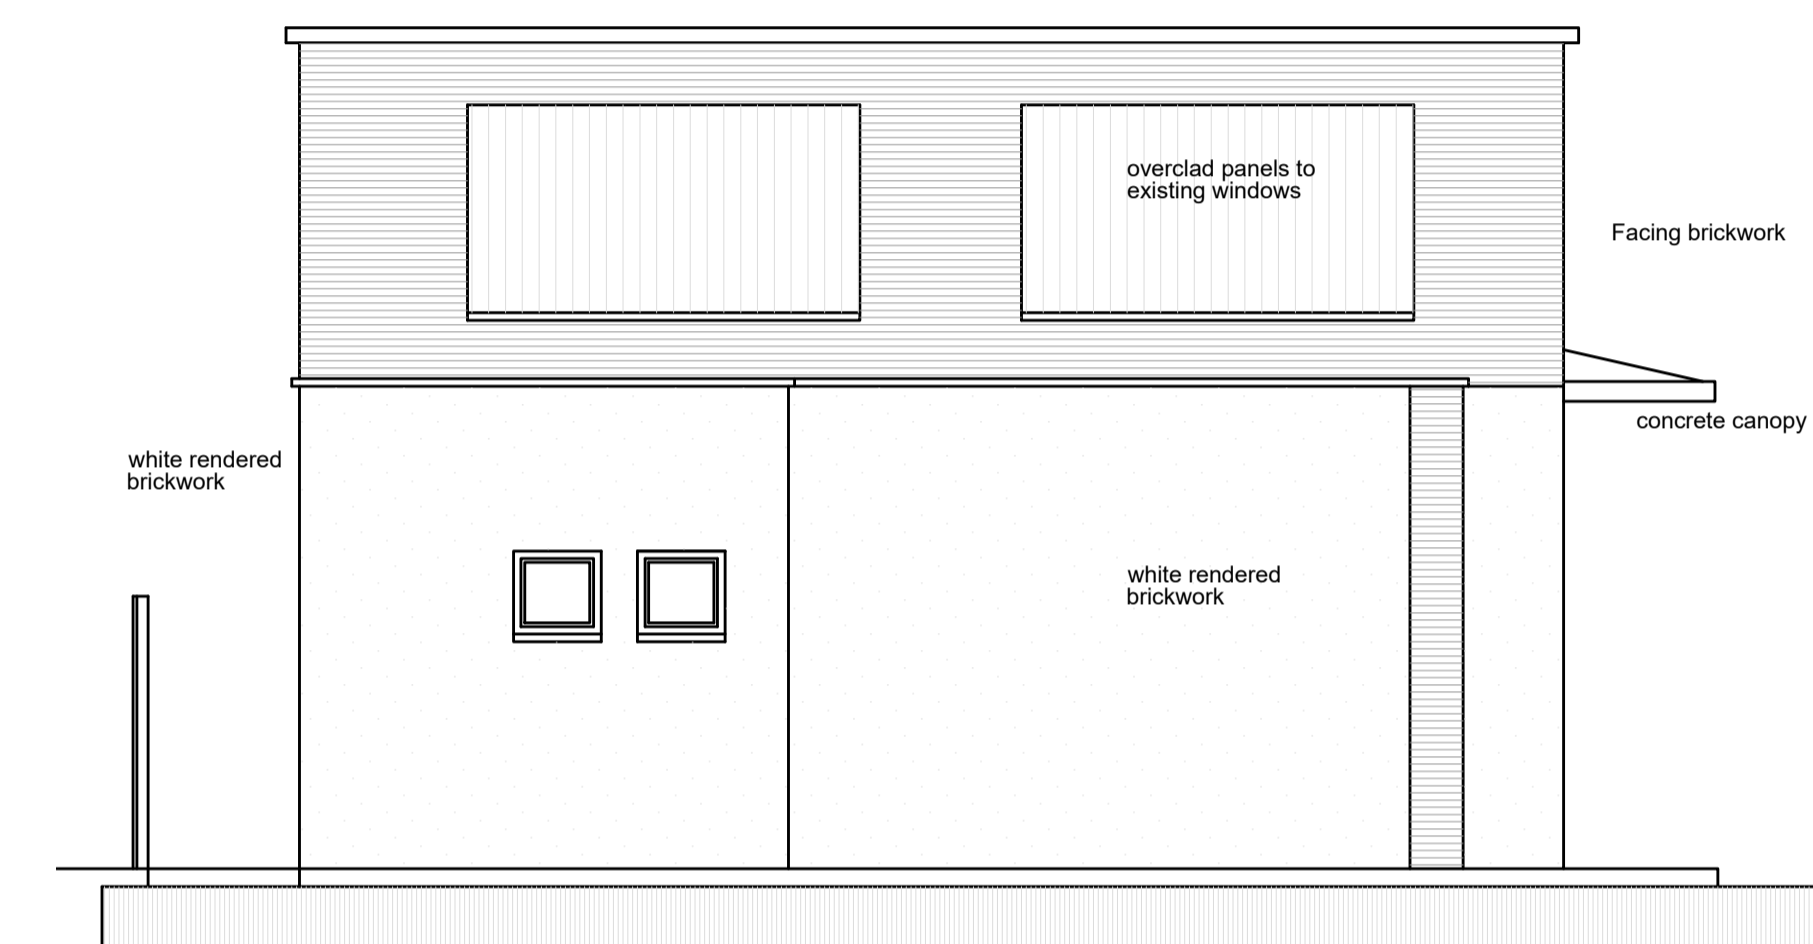 overclad panels to
existing windows
Facing brickwork
concrete canopy
white rendered
brickwork
white rendered
brickwork